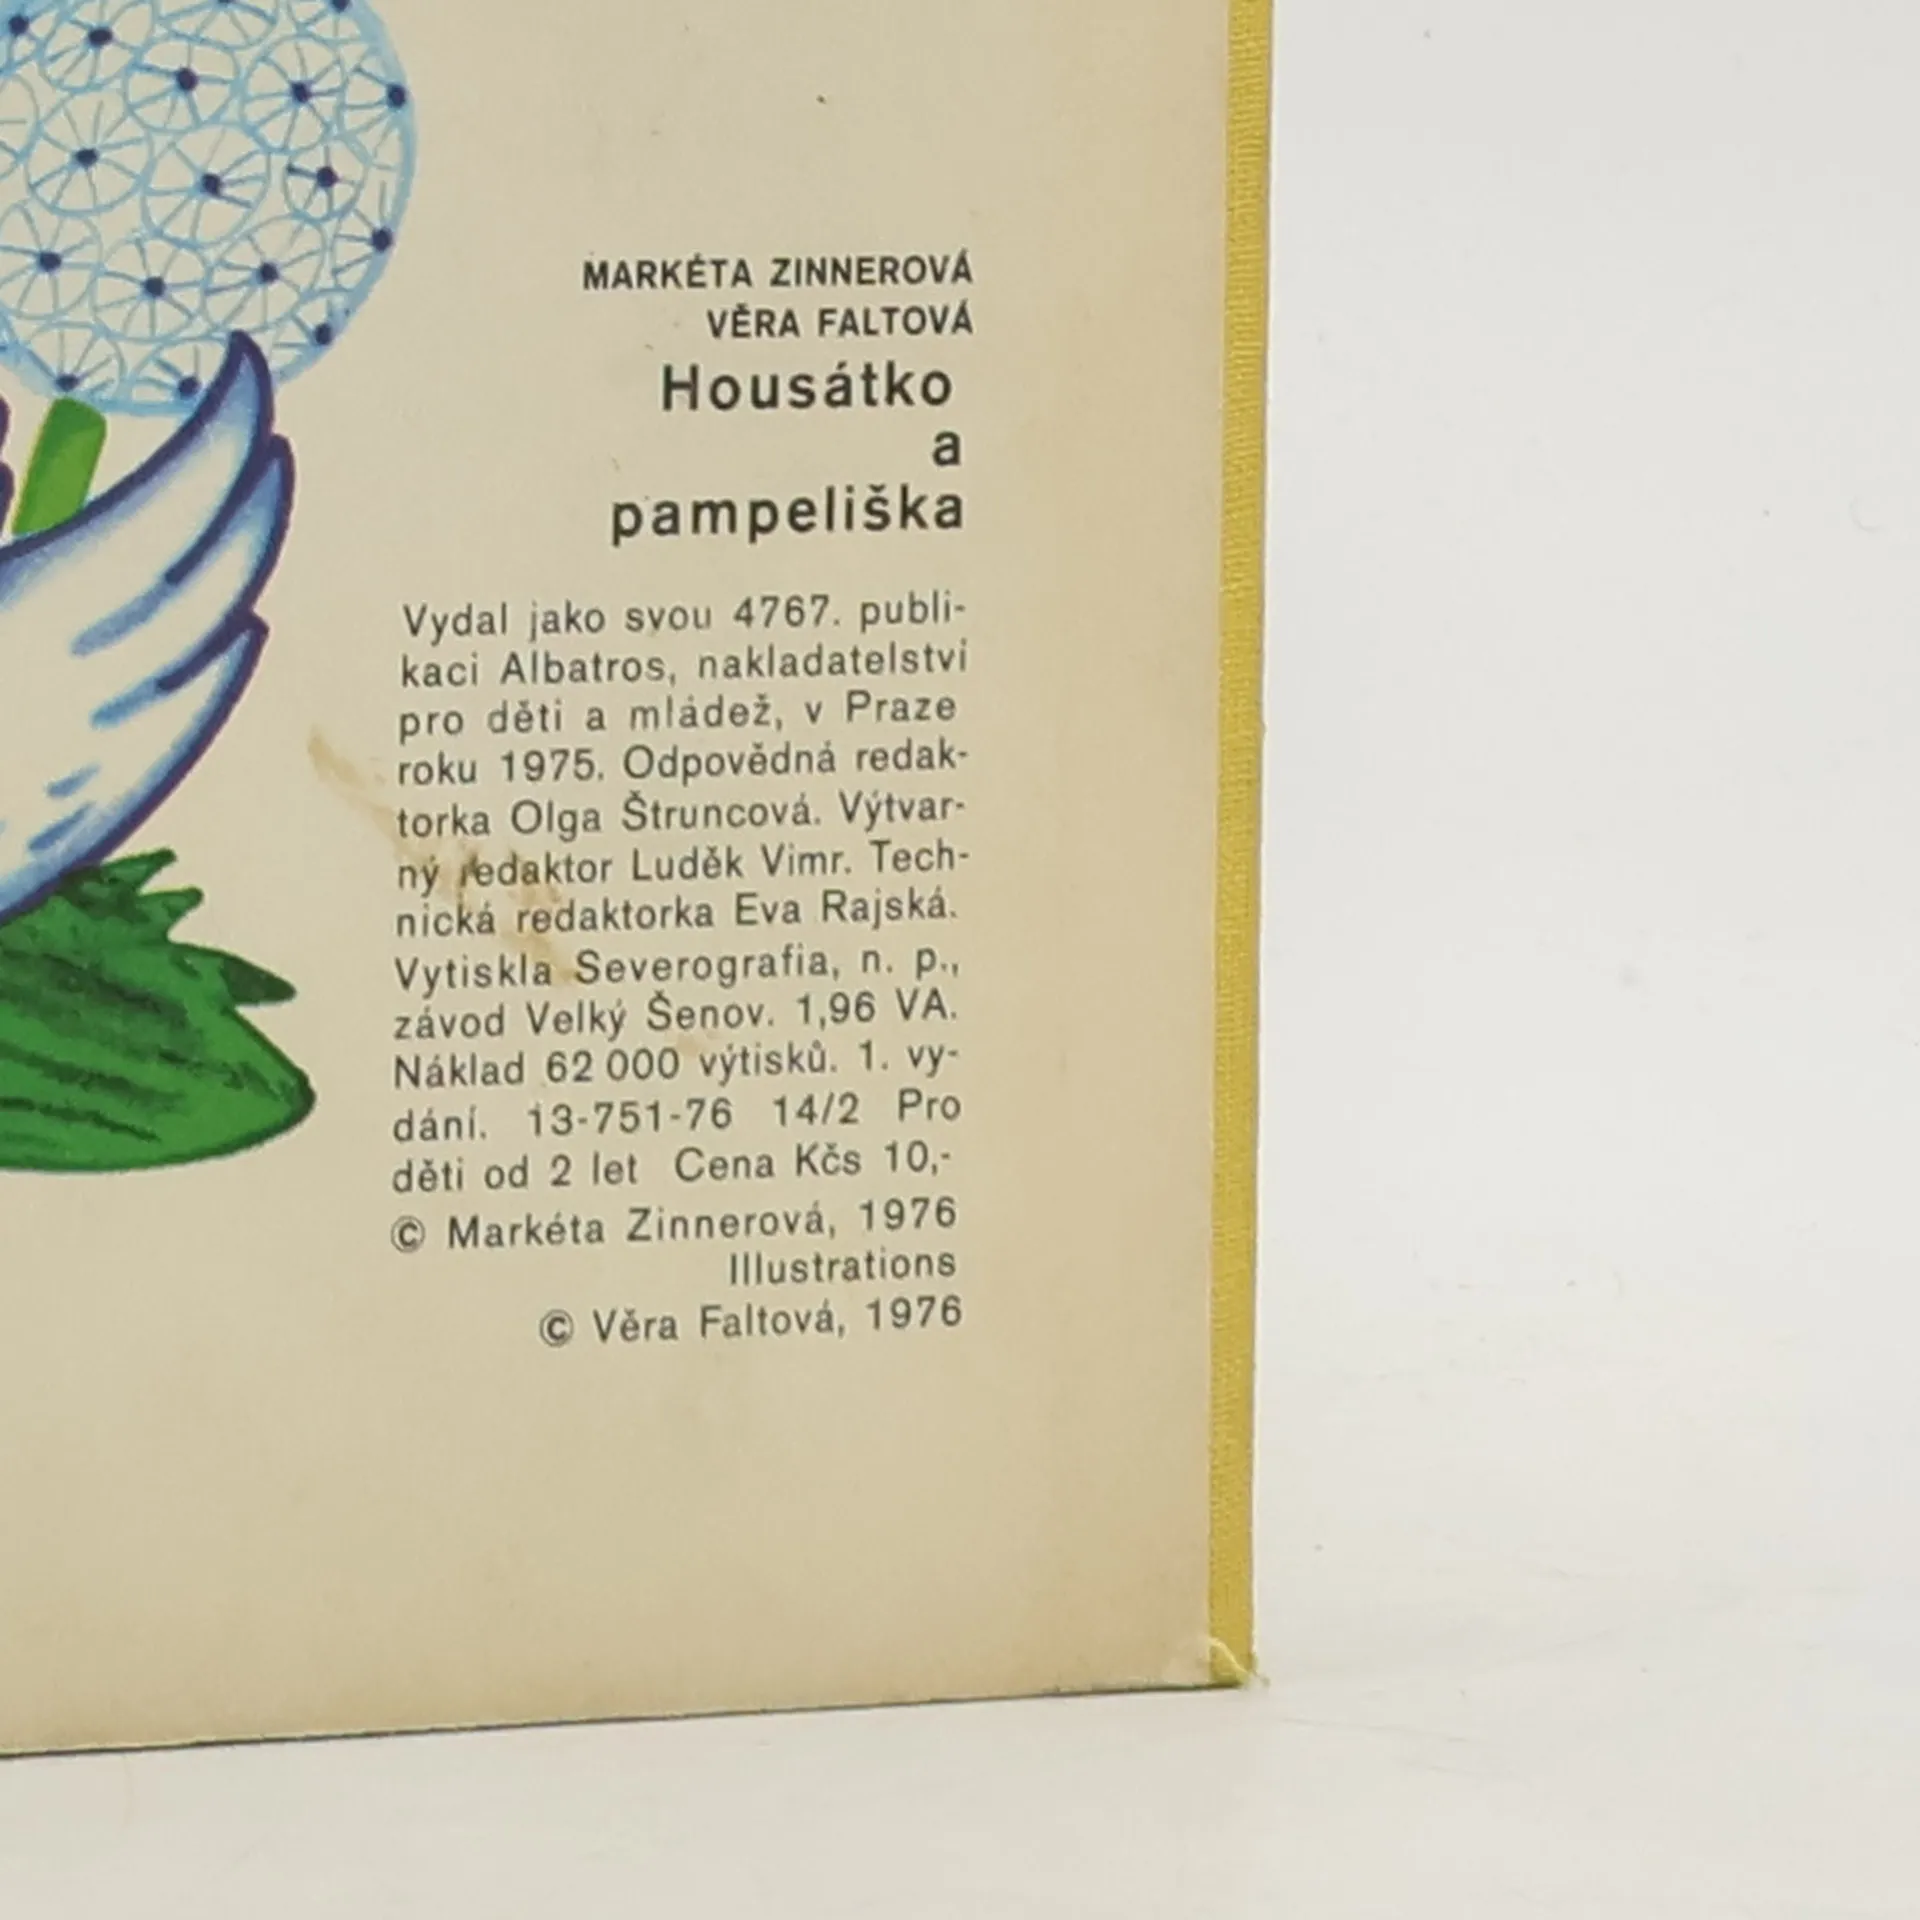 MARKÉTA ZINNEROVÁ
VĚRA FALTOVÁ
Housátko
a
pampeliška
Vydal jako svou 4767. publi-
kaci Albatros, nakladatelství
pro děti a mládež, v Praze
roku 1975. Odpovědná redak-
torka Olga Štruncová. Výtvar-
ný redaktor Luděk Vimr. Tech-
nická redaktorka Eva Rajská.
Vytiskla Severografia, n. p.,
závod Velký Šenov. 1,96 VA.
Náklad 62 000 výtisků. 1. vy-
dání. 13-751-76 14/2 Pro
děti od 2 let Cena Kčs 10,-
© Markéta Zinnerová, 1976
Illustrations
© Věra Faltová, 1976